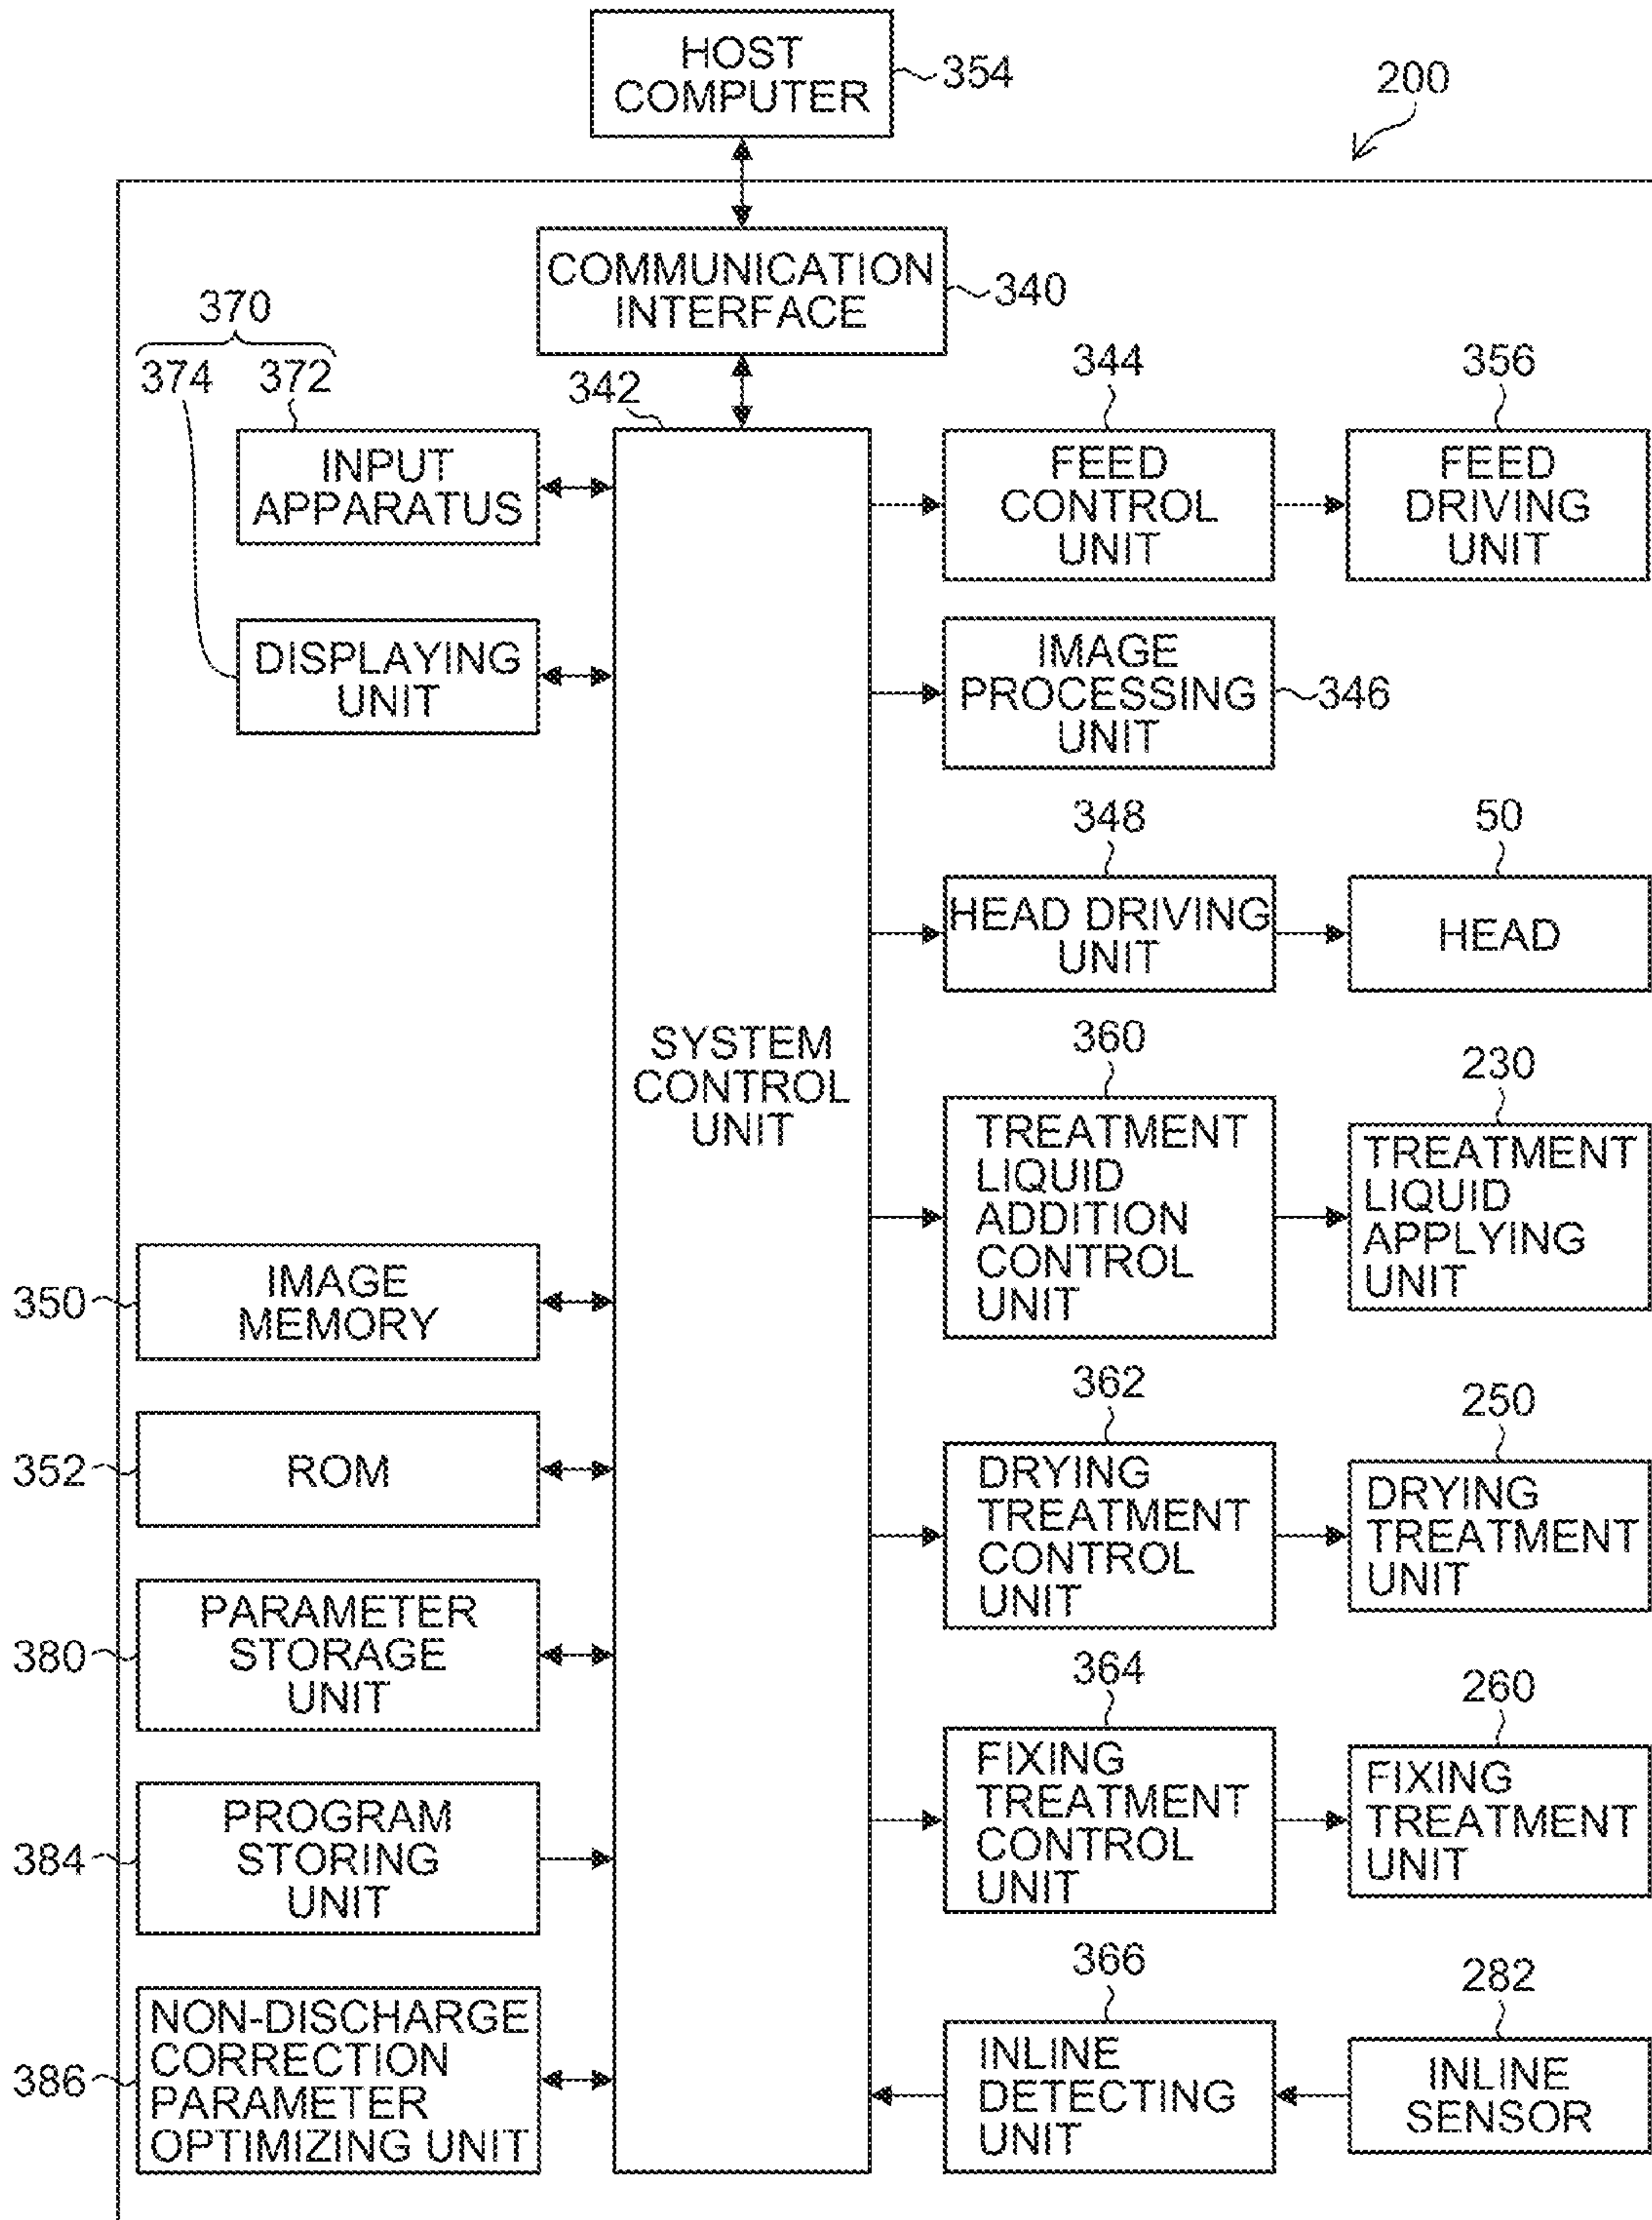 HOST
COMPUTER
354
200
COMMUNICATION
INTERFACE
340
370
374
372
342
344
356
INPUT
APPARATUS
FEED
CONTROL
UNIT
FEED
DRIVING
UNIT
DISPLAYING
UNIT
IMAGE
PROCESSING
UNIT
346
348
50
HEAD DRIVING
UNIT
HEAD
SYSTEM
CONTROL
UNIT
360
230
TREATMENT
LIQUID
ADDITION
CONTROL
UNIT
TREATMENT
LIQUID
APPLYING
UNIT
350
IMAGE
MEMORY
362
250
352
ROM
DRYING
TREATMENT
CONTROL
UNIT
DRYING
TREATMENT
UNIT
380
PARAMETER
STORAGE
UNIT
364
260
FIXING
TREATMENT
CONTROL
UNIT
FIXING
TREATMENT
UNIT
384
PROGRAM
STORING
UNIT
366
282
386
NON-DISCHARGE
CORRECTION
PARAMETER
OPTIMIZING UNIT
INLINE
DETECTING
UNIT
INLINE
SENSOR